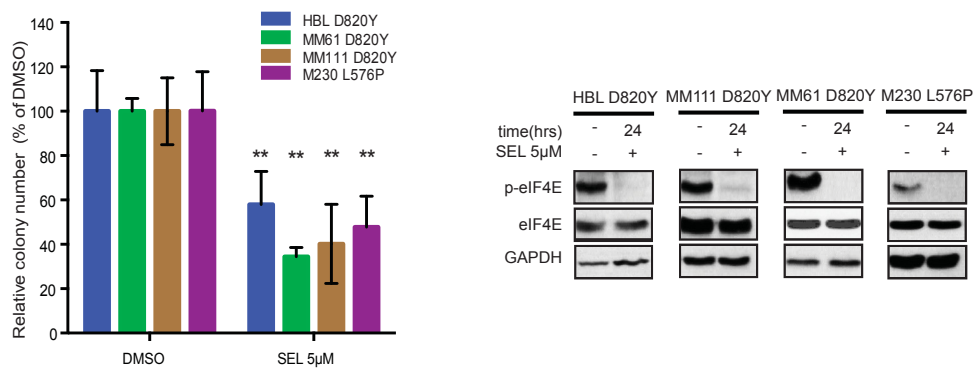 HBL D820Y
MM61 D820Y
MM111 D820Y
M230 L576P
Relative colony number (% of DMSO)
140
120
100
80
60
40
20
0
** ** ** **
DMSO SEL 5µM
HBL D820Y MM111 D820Y MM61 D820Y M230 L576P
time(hrs) - 24 - 24 - 24 - 24
SEL 5µM - + - + - + - +
p-eIF4E
eIF4E
GAPDH